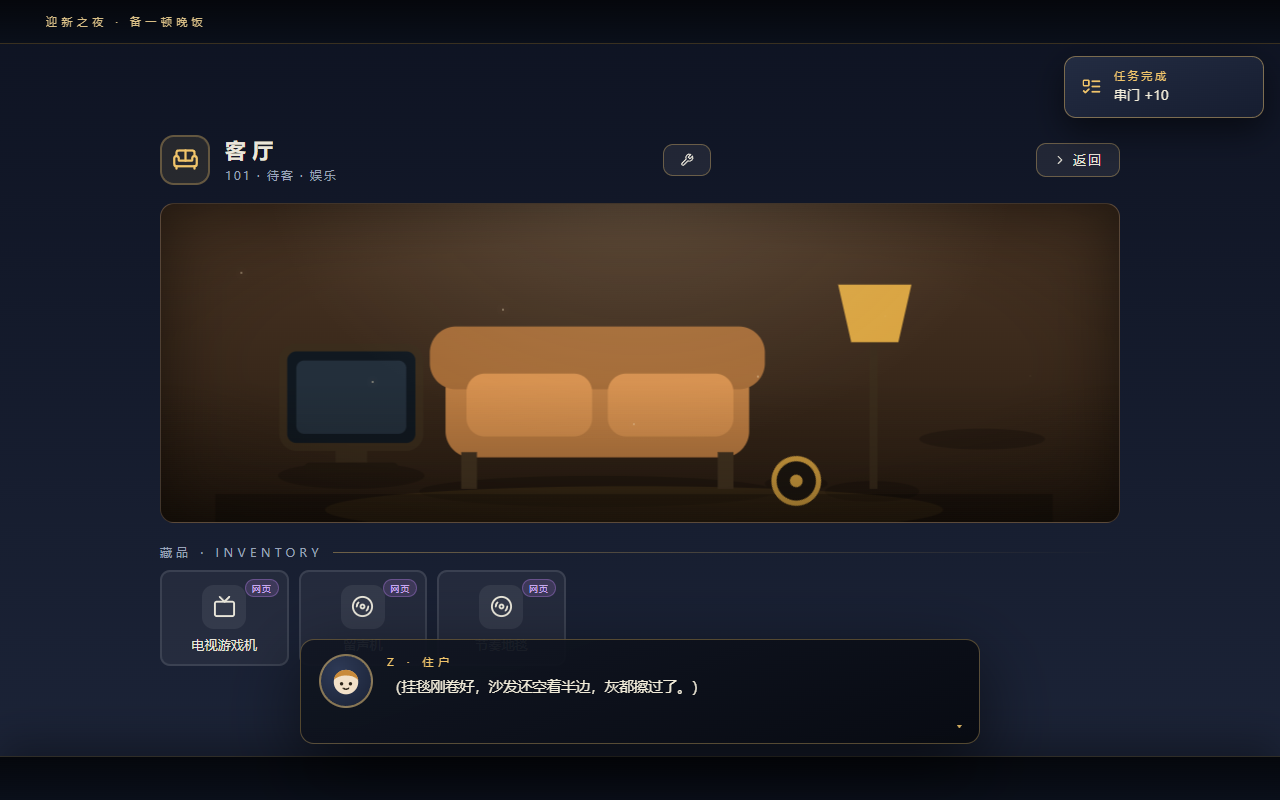 迎新之夜 · 备一顿晚饭
任务完成
串门 +10
客厅
101 · 待客 · 娱乐
返回
藏品 · INVENTORY
网页
网页
网页
电视游戏机
Z · 住户
（挂毯刚卷好，沙发还空着半边，灰都擦过了。）